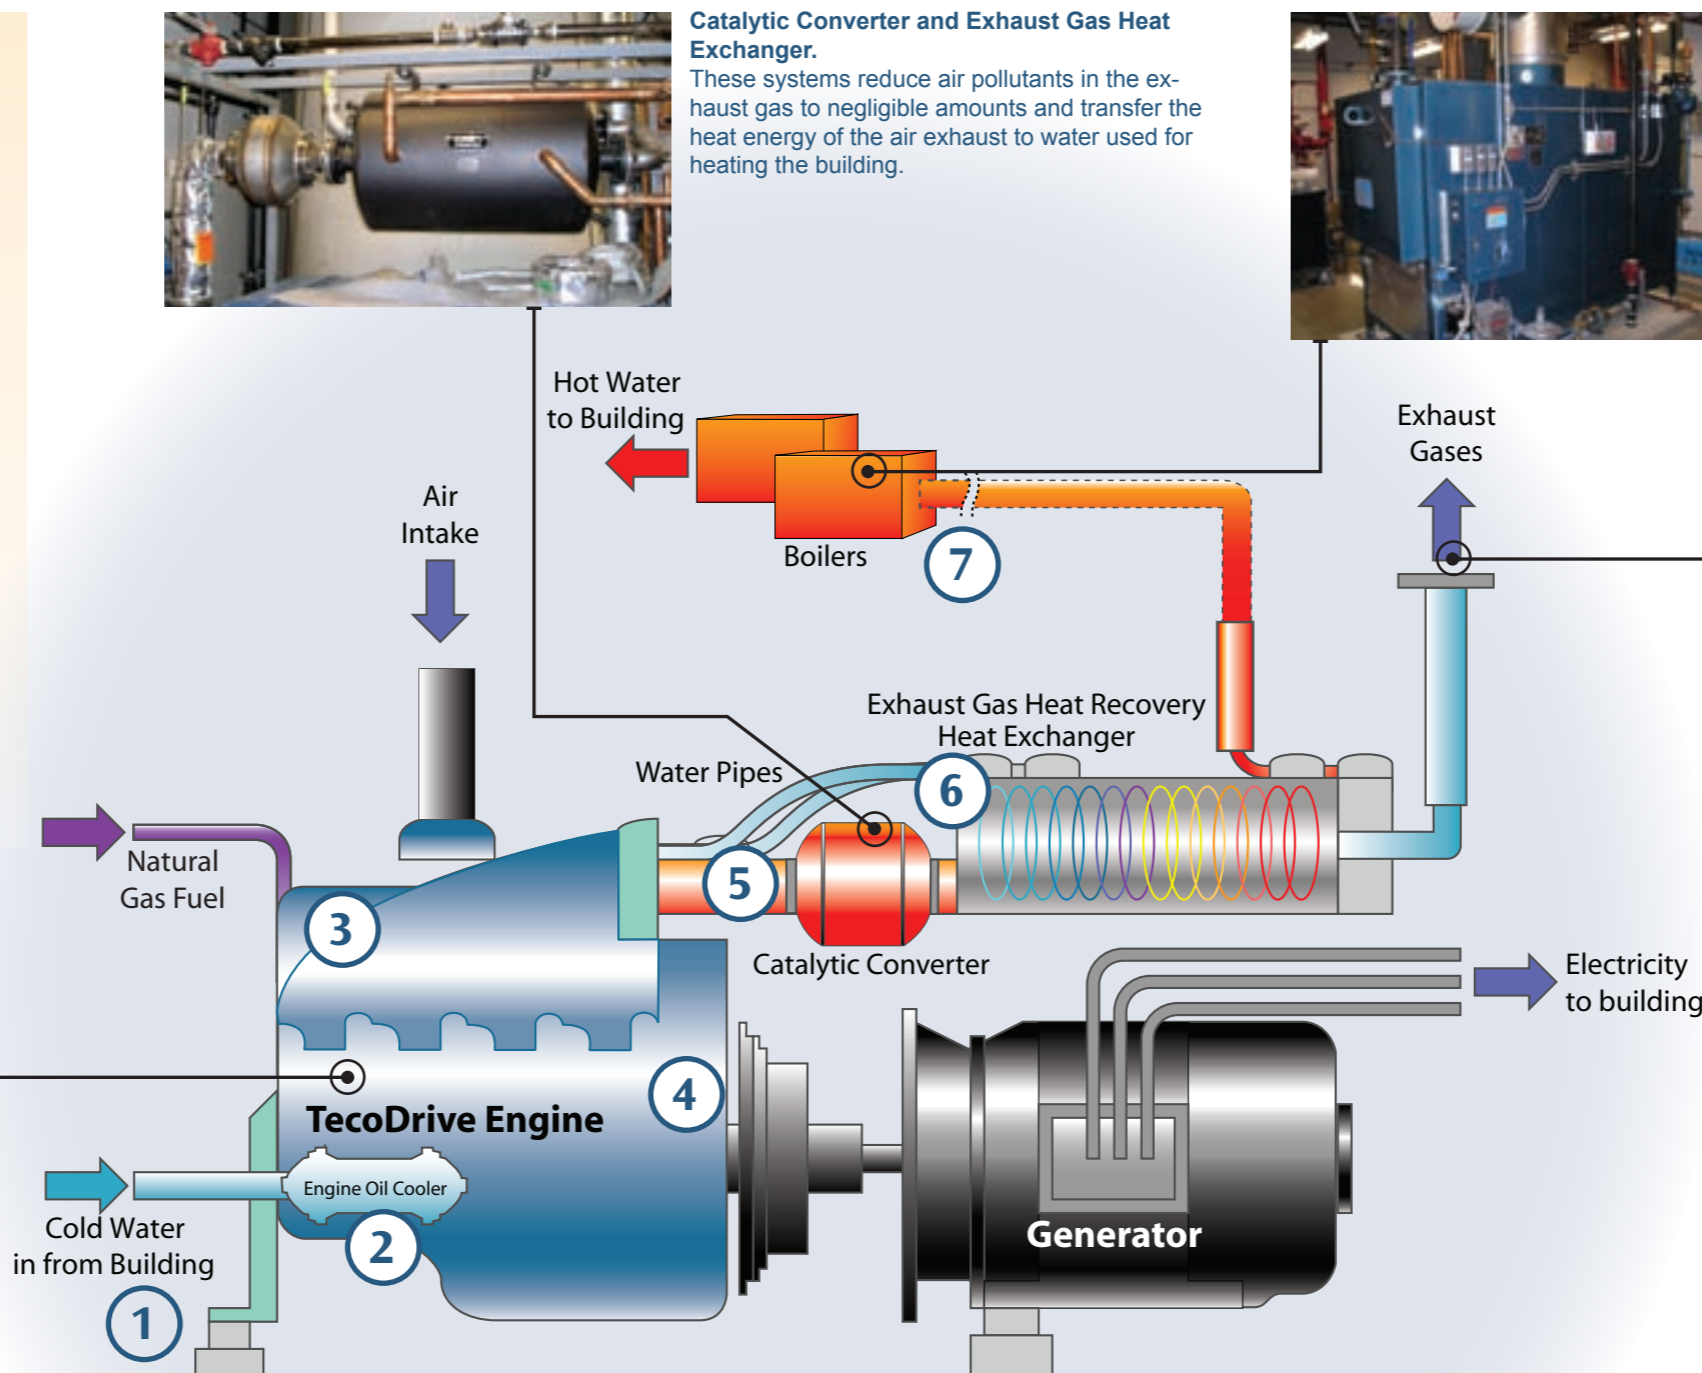 Catalytic Converter and Exhaust Gas Heat
Exchanger.
These systems reduce air pollutants in the ex-
haust gas to negligible amounts and transfer the
heat energy of the air exhaust to water used for
heating the building.
Hot Water
to Building
Exhaust
Gases
Air
Intake
Boilers
7
Exhaust Gas Heat Recovery
Heat Exchanger
Water Pipes
6
Natural
Gas Fuel
5
3
Catalytic Converter
Electricity
to building
4
TecoDrive Engine
Engine Oil Cooler
Cold Water
in from Building
2
Generator
1